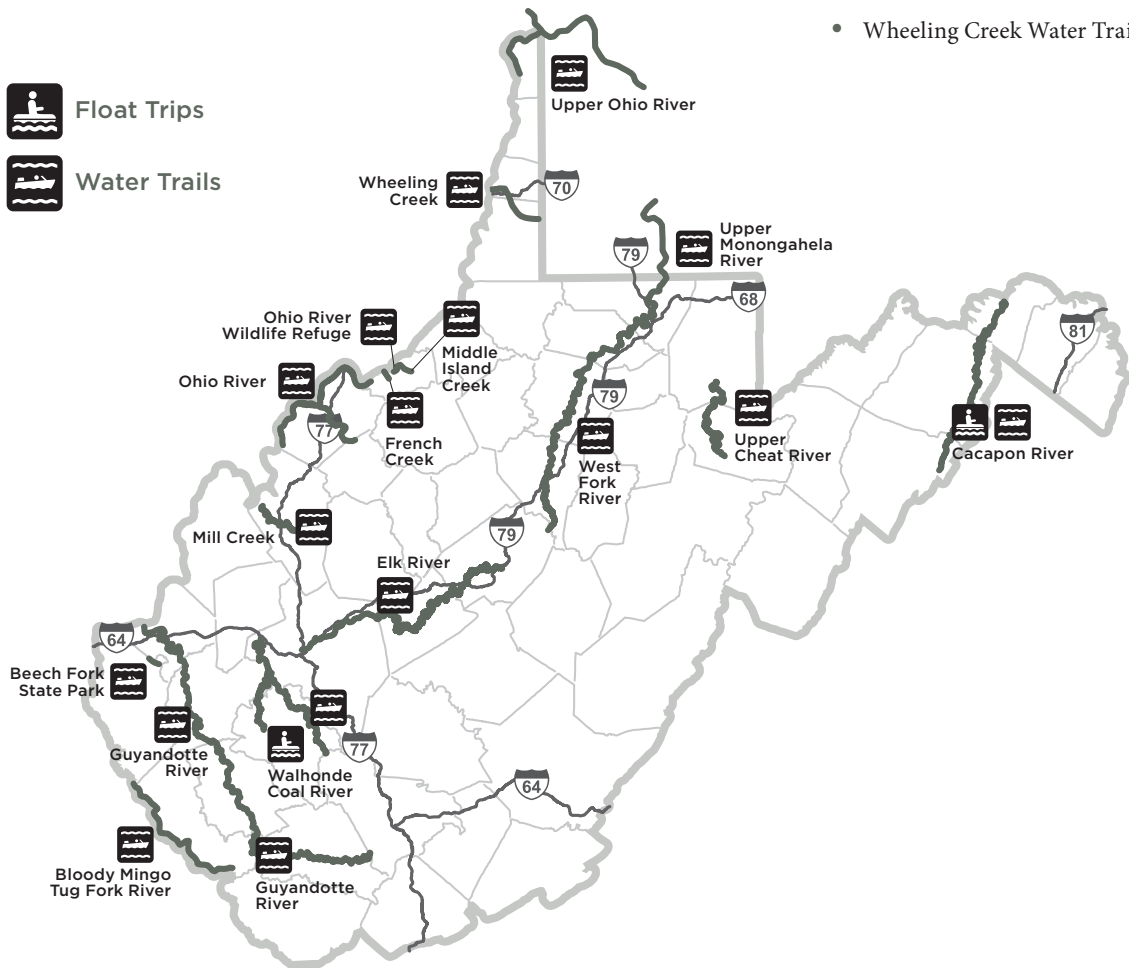 • Wheeling Creek Water Trai
Float Trips
Water Trails
Upper Ohio River
Wheeling
Creek
70
Upper
Monongahela
River
79
68
Ohio River
Wildlife Refuge
Middle
Island
Creek
81
Ohio River
79
77
French
Creek
West
Fork
River
Upper
Cheat River
Cacapon River
Mill Creek
79
Elk River
64
Beech Fork
State Park
Guyandotte
River
Walhonde
Coal River
77
64
Bloody Mingo
Tug Fork River
Guyandotte
River